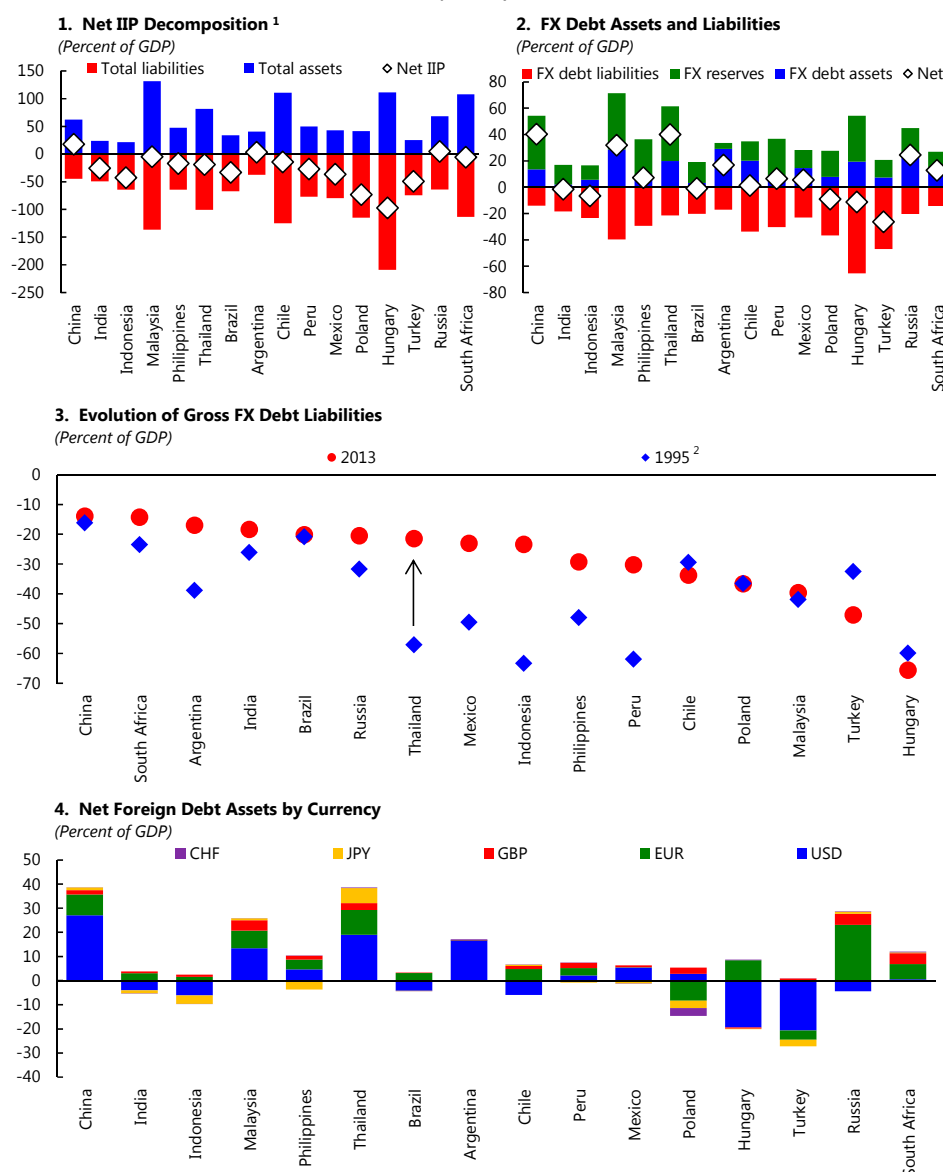 1. Net IIP Decomposition 1
(Percent of GDP)
Total liabilities Total assets Net IIP
150
100
50
0
-50
-100
-150
-200
-250
China
India
Indonesia
Malaysia
Philippines
Thailand
Brazil
Argentina
Chile
Peru
Mexico
Poland
Hungary
Turkey
Russia
South Africa
2. FX Debt Assets and Liabilities
(Percent of GDP)
FX debt liabilities FX reserves FX debt assets Net
80
60
40
20
0
-20
-40
-60
-80
China
India
Indonesia
Malaysia
Philippines
Thailand
Brazil
Argentina
Chile
Peru
Mexico
Poland
Hungary
Turkey
Russia
South Africa
3. Evolution of Gross FX Debt Liabilities
(Percent of GDP)
2013 1995 2
0
-10
-20
-30
-40
-50
-60
-70
China
South Africa
Argentina
India
Brazil
Russia
Thailand
Mexico
Indonesia
Philippines
Peru
Chile
Poland
Malaysia
Turkey
Hungary
4. Net Foreign Debt Assets by Currency
(Percent of GDP)
CHF JPY GBP EUR USD
50
40
30
20
10
0
-10
-20
-30
-40
China
India
Indonesia
Malaysia
Philippines
Thailand
Brazil
Argentina
Chile
Peru
Mexico
Poland
Hungary
Turkey
Russia
South Africa